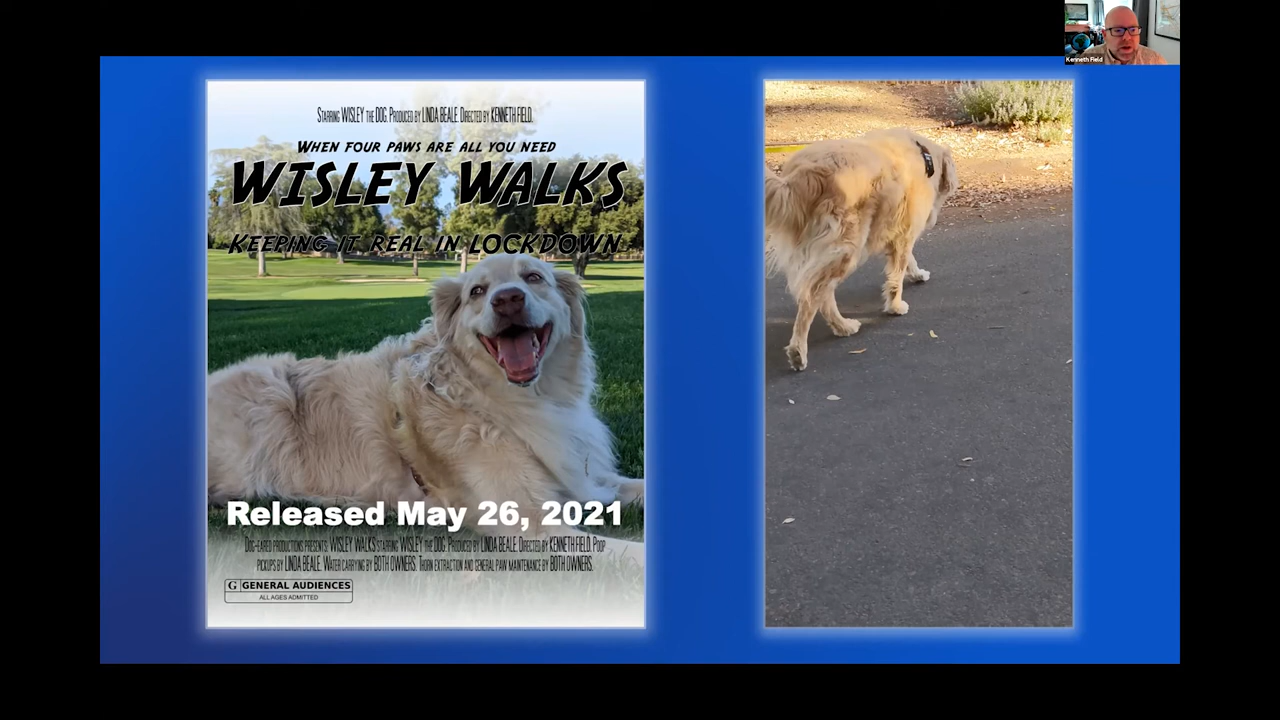 Kenneth Field
STARRING WISLEY THE DOG. PRODUCED BY LINDA BEALE. DIRECTED BY KENNETH FIELD.
WHEN FOUR PAWS ARE ALL YOU NEED
WISLEY WALKS
KEEPING IT REAL IN LOCKDOWN
Released May 26, 2021
DOG-EARED PRODUCTIONS PRESENTS: WISLEY WALKS STARRING WISLEY THE DOG. PRODUCED BY LINDA BEALE. DIRECTED BY KENNETH FIELD. POOP
PICKUPS BY LINDA BEALE. WATER CARRYING BY BOTH OWNERS. THORN EXTRACTION AND GENERAL PAW MAINTENANCE BY BOTH OWNERS.
G GENERAL AUDIENCES
ALL AGES ADMITTED